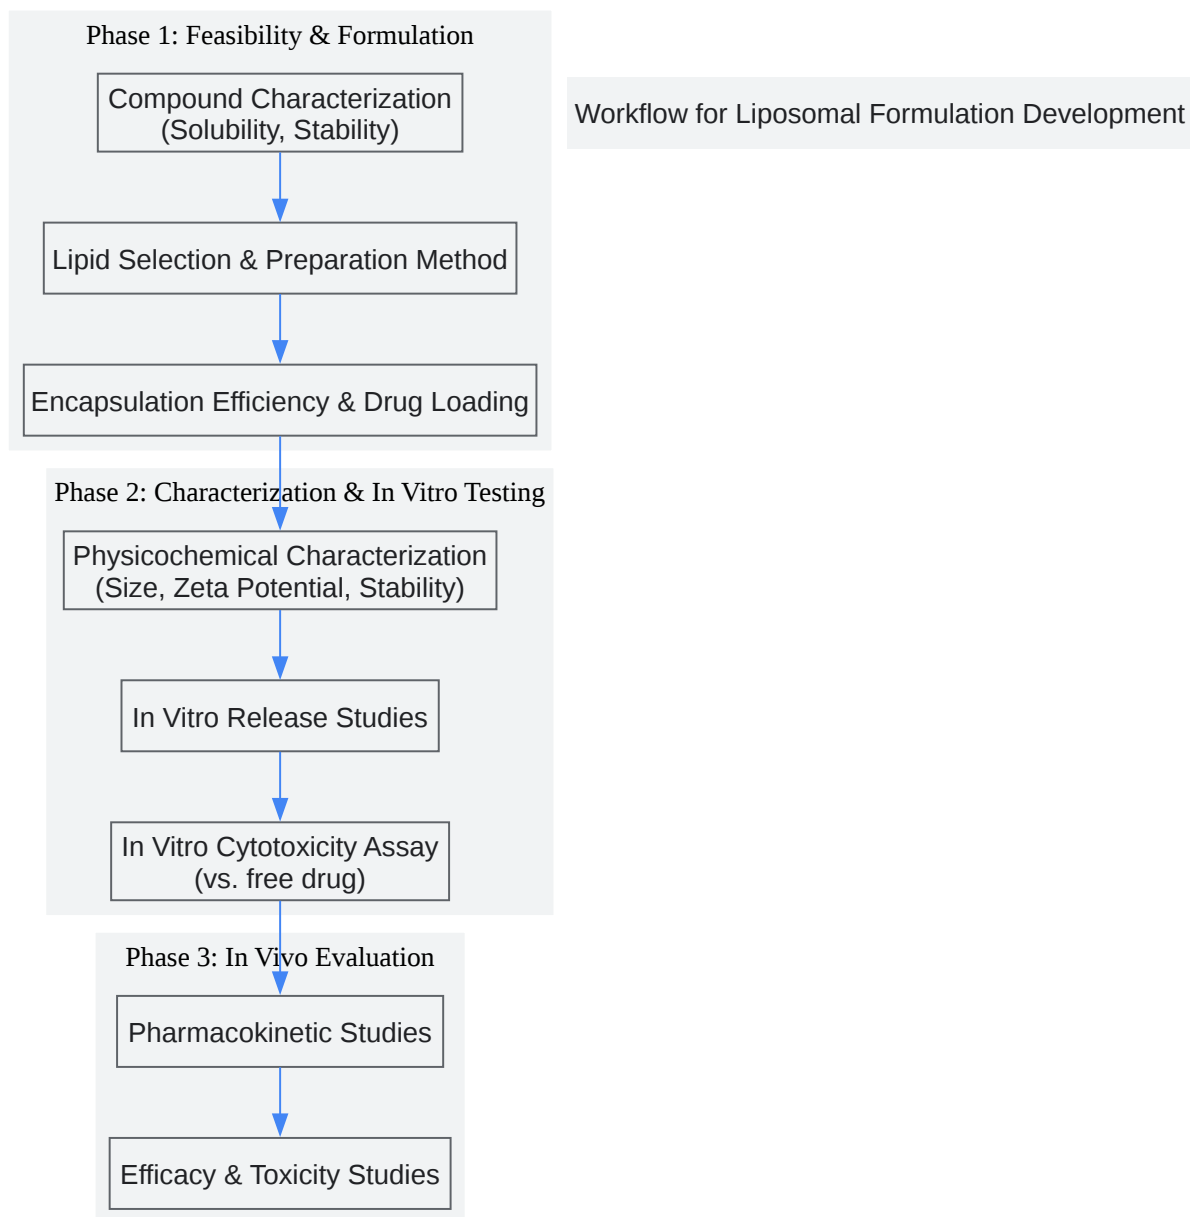 Phase 1: Feasibility & Formulation
Compound Characterization
(Solubility, Stability)
Workflow for Liposomal Formulation Development
Lipid Selection & Preparation Method
Encapsulation Efficiency & Drug Loading
Phase 2: Characterization & In Vitro Testing
Physicochemical Characterization
(Size, Zeta Potential, Stability)
In Vitro Release Studies
In Vitro Cytotoxicity Assay
(vs. free drug)
Phase 3: In Vivo Evaluation
Pharmacokinetic Studies
Efficacy & Toxicity Studies